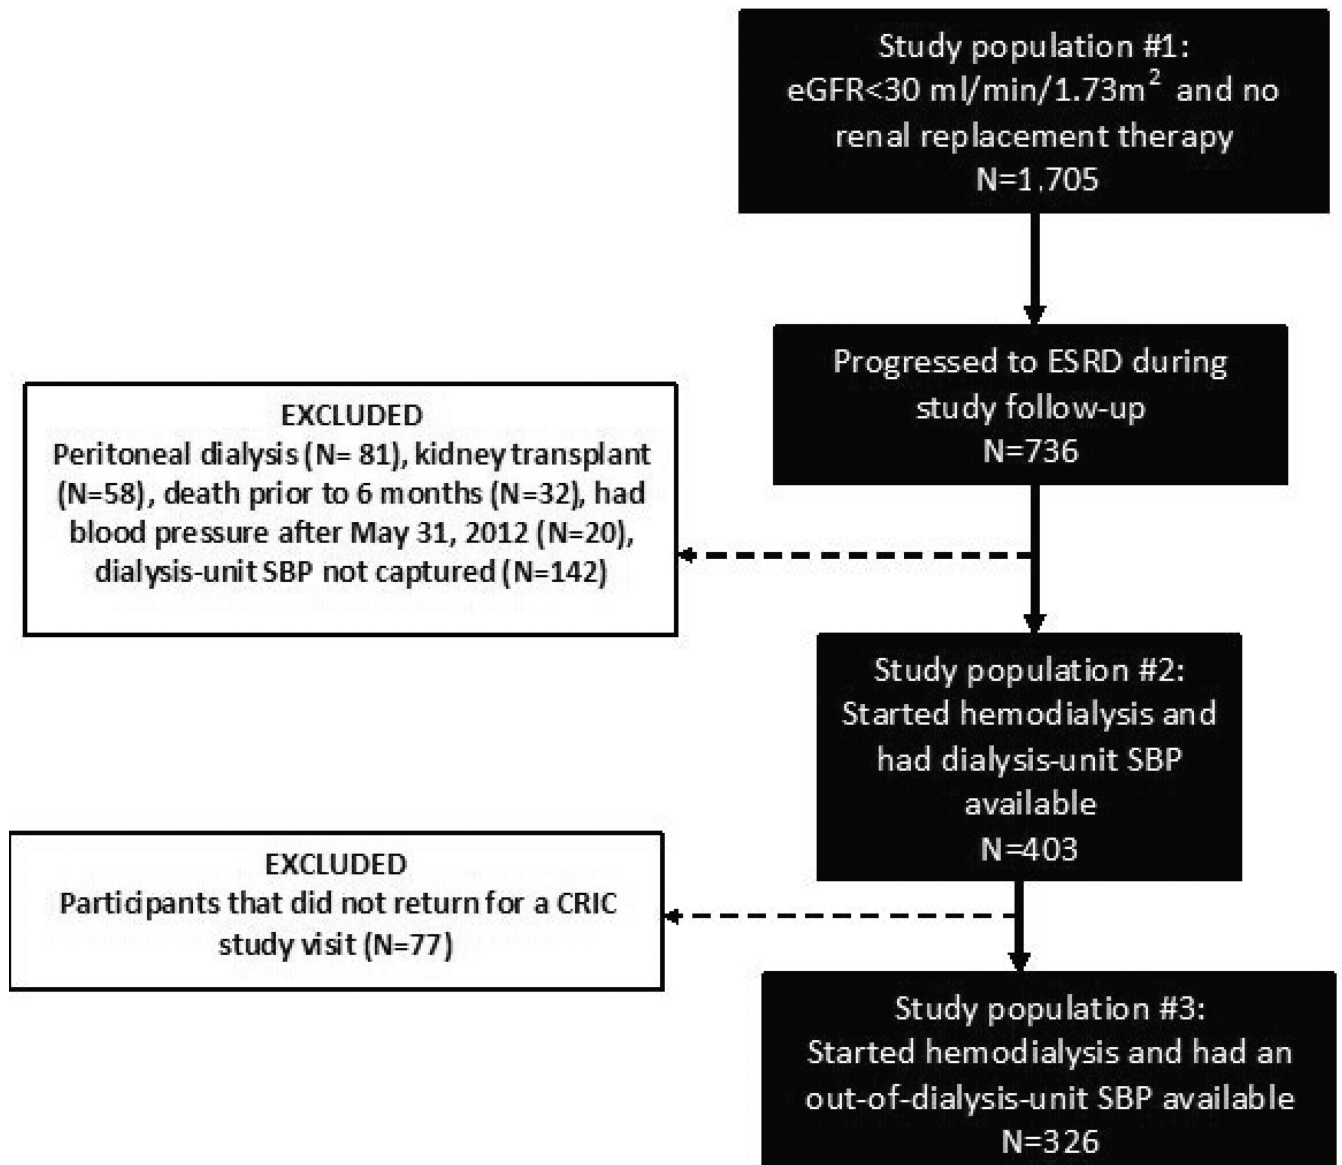 Study population #1:
eGFR<30 ml/min/1.73m² and no
renal replacement therapy
N=1.705
Progressed to ESRD during
study follow-up
N=736
EXCLUDED
Peritoneal dialysis (N= 81), kidney transplant
(N=58), death prior to 6 months (N=32), had
blood pressure after May 31, 2012 (N=20),
dialysis-unit SBP not captured (N=142)
Study population #2:
Started hemodialysis and
had dialysis-unit SBP
available
N=403
EXCLUDED
Participants that did not return for a CRIC
study visit (N=77)
Study population #3:
Started hemodialysis and had an
out-of-dialysis-unit SBP available
N=326